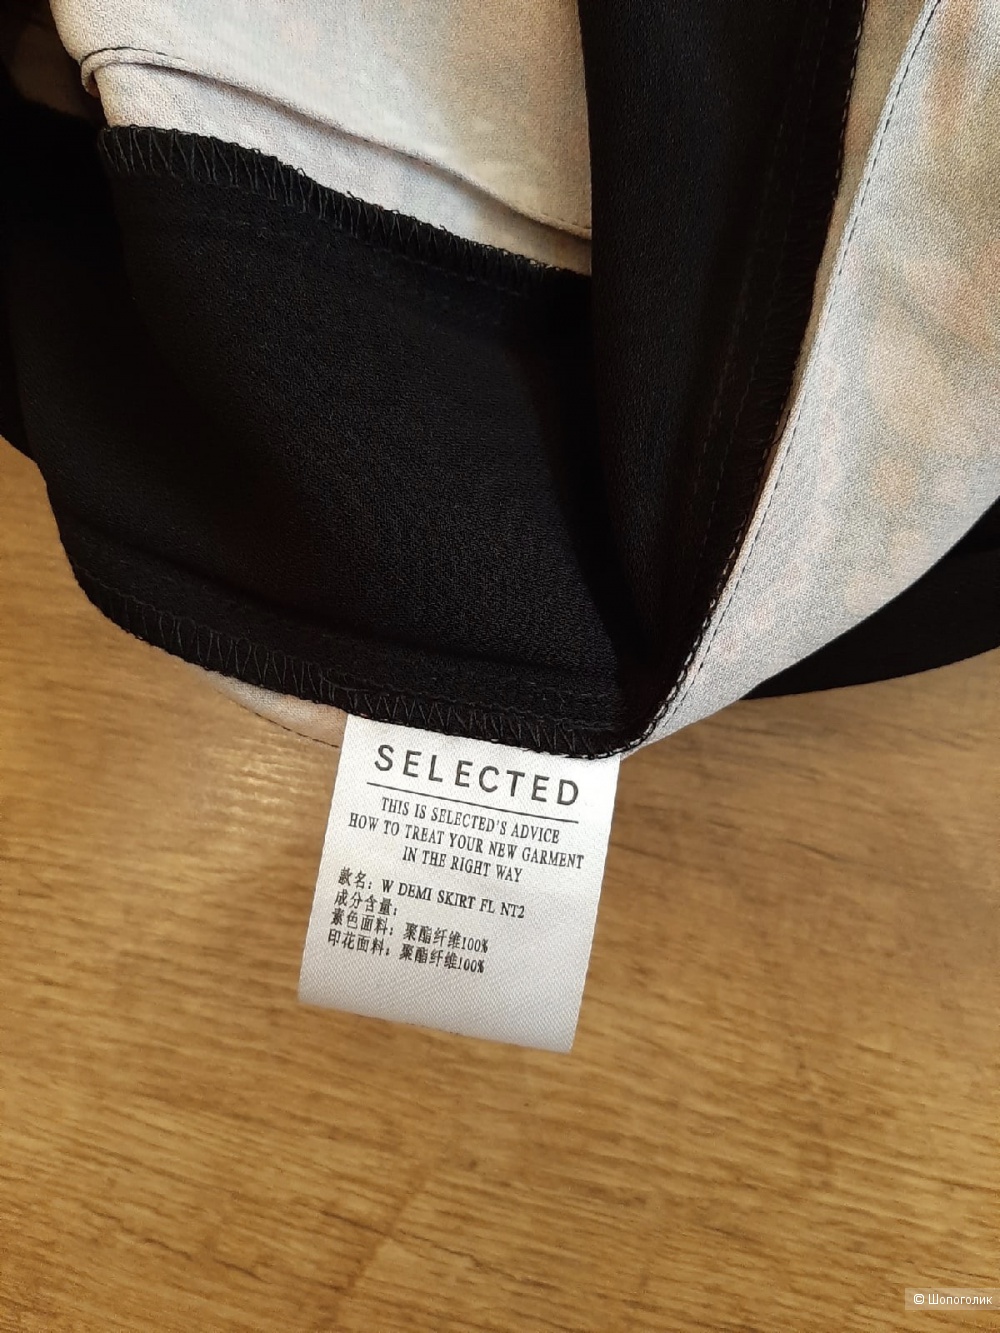 SELECTED
THIS IS SELECTED'S ADVICE
HOW TO TREAT YOUR NEW GARMENT
IN THE RIGHT WAY
款名: W DEMI SKIRT FL NT2
成分含量:
素色面料: 聚酯纤维100%
印花面料: 聚酯纤维100%
© Шопоголик